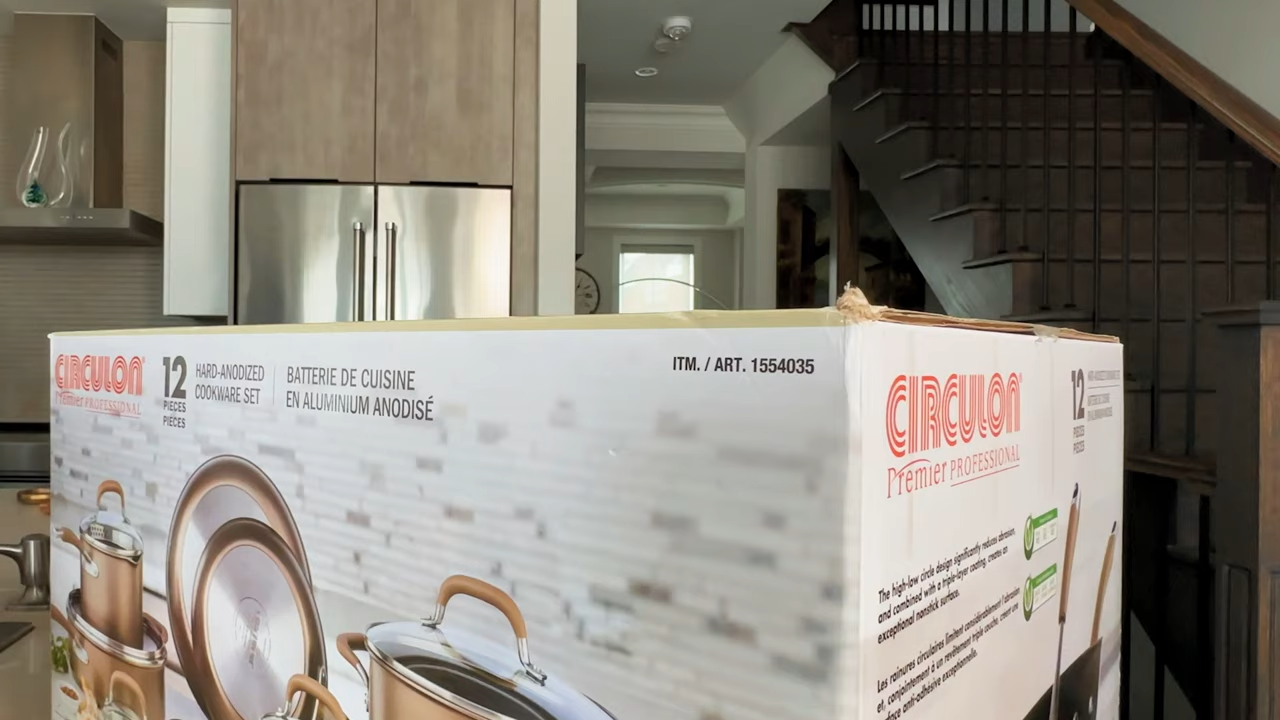 CIRCULON
Premier PROFESSIONAL
12
PIECES
PIÈCES
HARD-ANODIZED
COOKWARE SET
BATTERIE DE CUISINE
EN ALUMINIUM ANODISÉ
ITM. / ART. 1554035
CIRCULON
Premier PROFESSIONAL
12
PIECES
PIÈCES
The high-low circle design significantly reduces abrasion,
and combined with a triple-layer coating, creates an
exceptional nonstick surface.
Les rainures circulaires limitent considérablement l'abrasion
et, conjointement à un revêtement triple couche, créent une
surface anti-adhésive exceptionnelle.